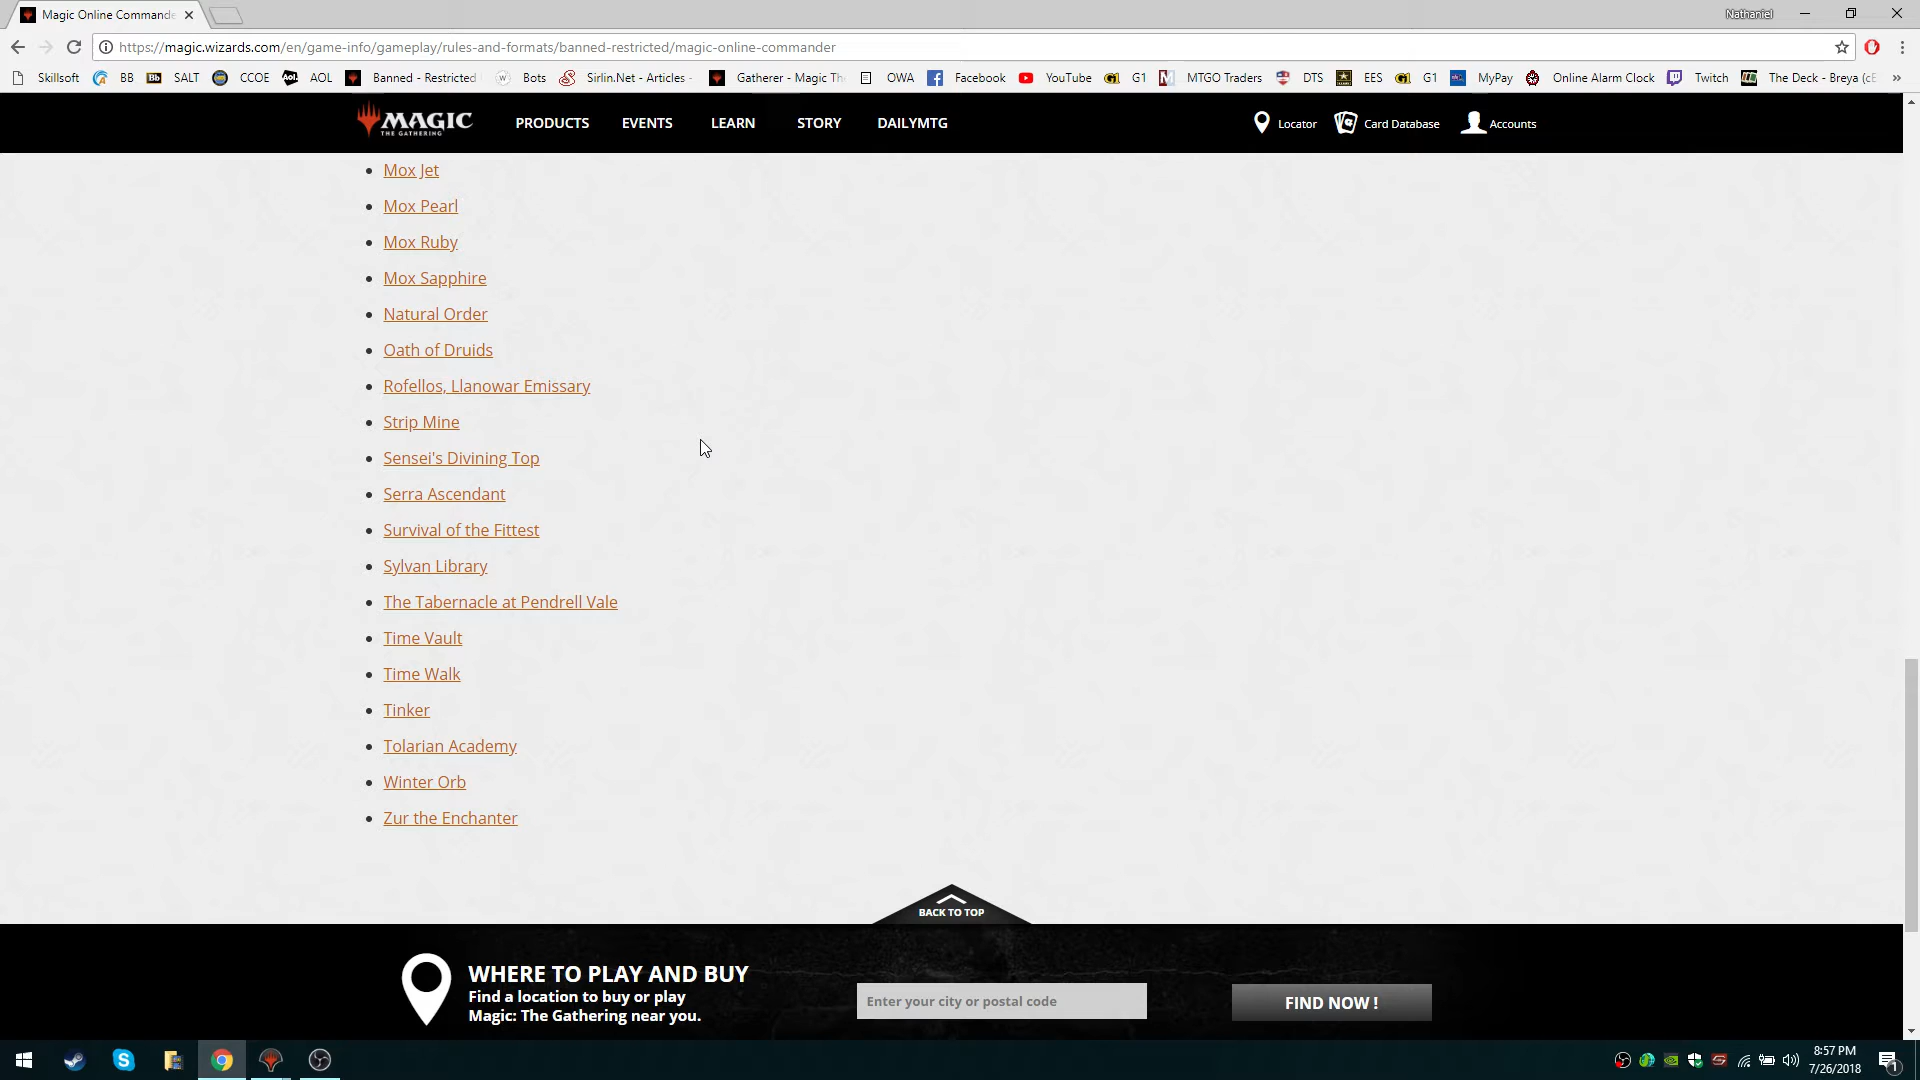 Magic Online Commande
Nathaniel
https://magic.wizards.com/en/game-info/gameplay/rules-and-formats/banned-restricted/magic-online-commander
Skillsoft BB SALT CCOE AOL Banned - Restricted Bots Sirlin.Net - Articles - Gatherer - Magic Th OWA Facebook YouTube G1 MTGO Traders DTS EES G1 MyPay Online Alarm Clock Twitch The Deck - Breya (cE »
MAGIC
THE GATHERING
PRODUCTS EVENTS LEARN STORY DAILYMTG Locator Card Database Accounts
• Mox Jet
• Mox Pearl
• Mox Ruby
• Mox Sapphire
• Natural Order
• Oath of Druids
• Rofellos, Llanowar Emissary
• Strip Mine
• Sensei's Divining Top
• Serra Ascendant
• Survival of the Fittest
• Sylvan Library
• The Tabernacle at Pendrell Vale
• Time Vault
• Time Walk
• Tinker
• Tolarian Academy
• Winter Orb
• Zur the Enchanter
BACK TO TOP
WHERE TO PLAY AND BUY
Find a location to buy or play
Magic: The Gathering near you.
Enter your city or postal code
FIND NOW !
8:57 PM
7/26/2018
1